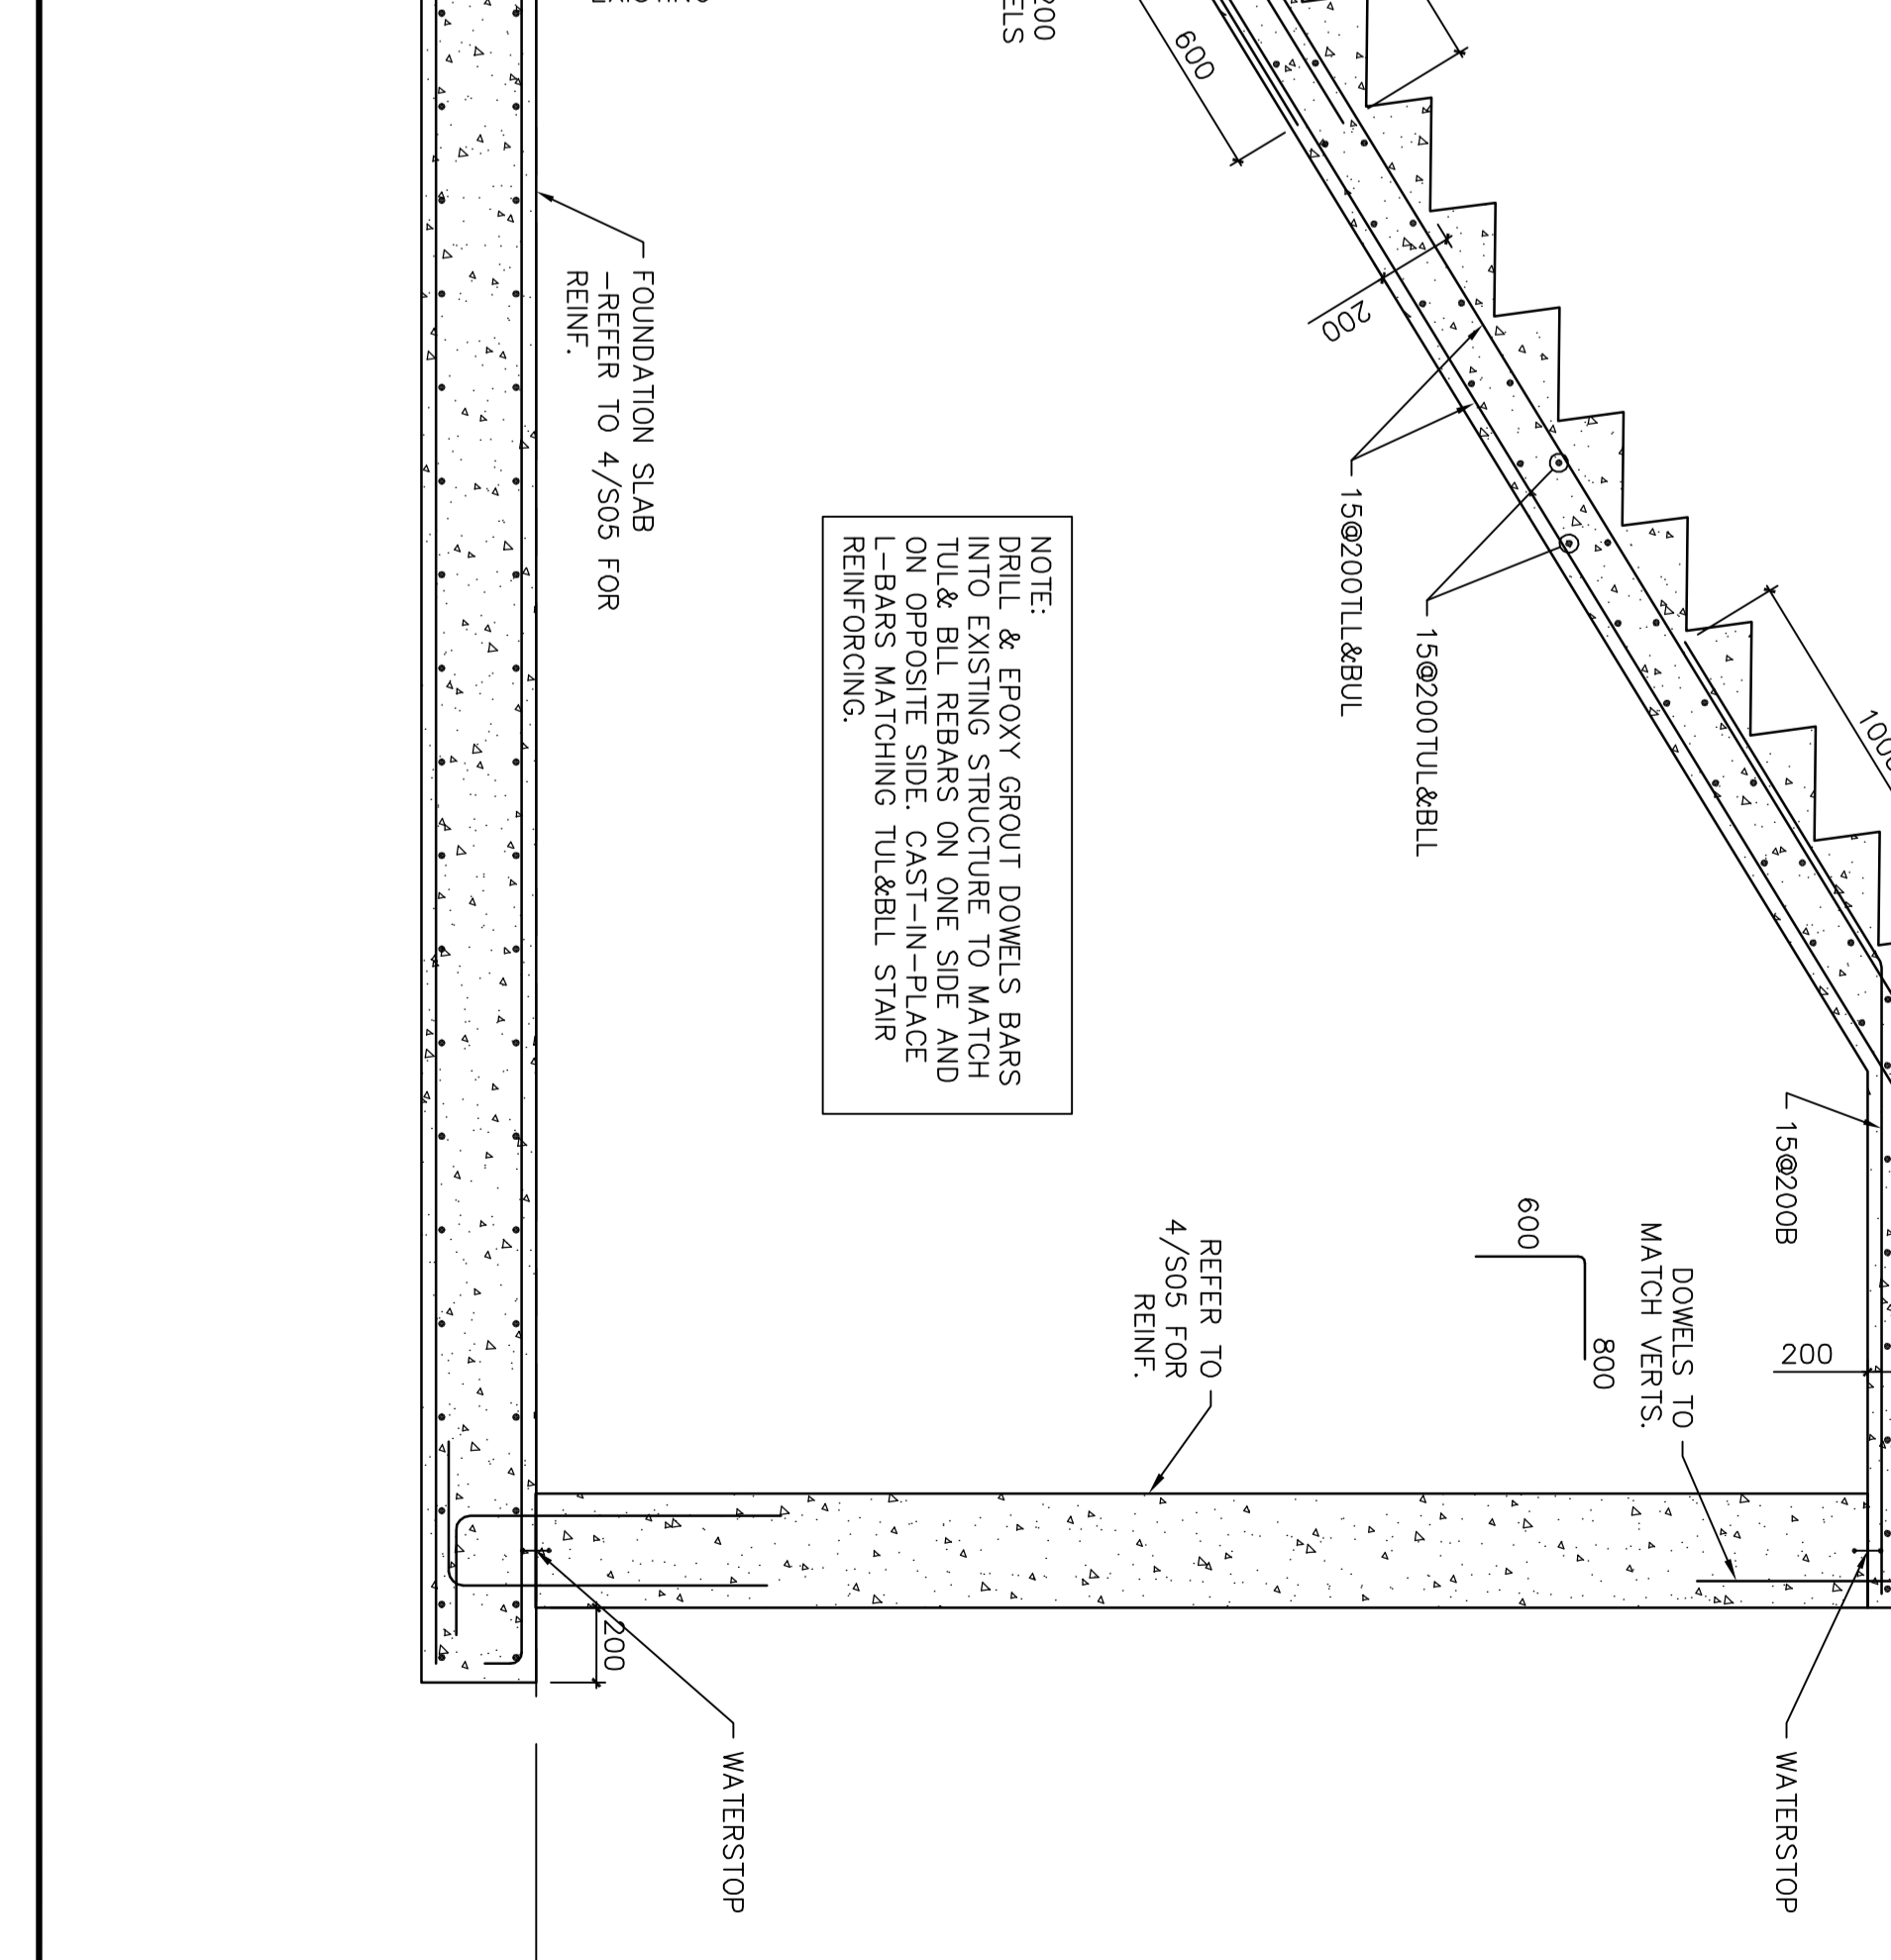 600
200
15@200TLL&BUL
15@200TUL&BLL
1000
15@200B
200
DOWELS TO
MATCH VERTS.
600
800
REFER TO
4/S05 FOR
REINF.
NOTE:
DRILL & EPOXY GROUT DOWELS BARS
INTO EXISTING STRUCTURE TO MATCH
TUL& BLL REBARS ON ONE SIDE AND
ON OPPOSITE SIDE. CAST-IN-PLACE
L-BARS MATCHING TUL&BLL STAIR
REINFORCING.
FOUNDATION SLAB
-REFER TO 4/S05 FOR
REINF.
200
WATERSTOP
WATERSTOP